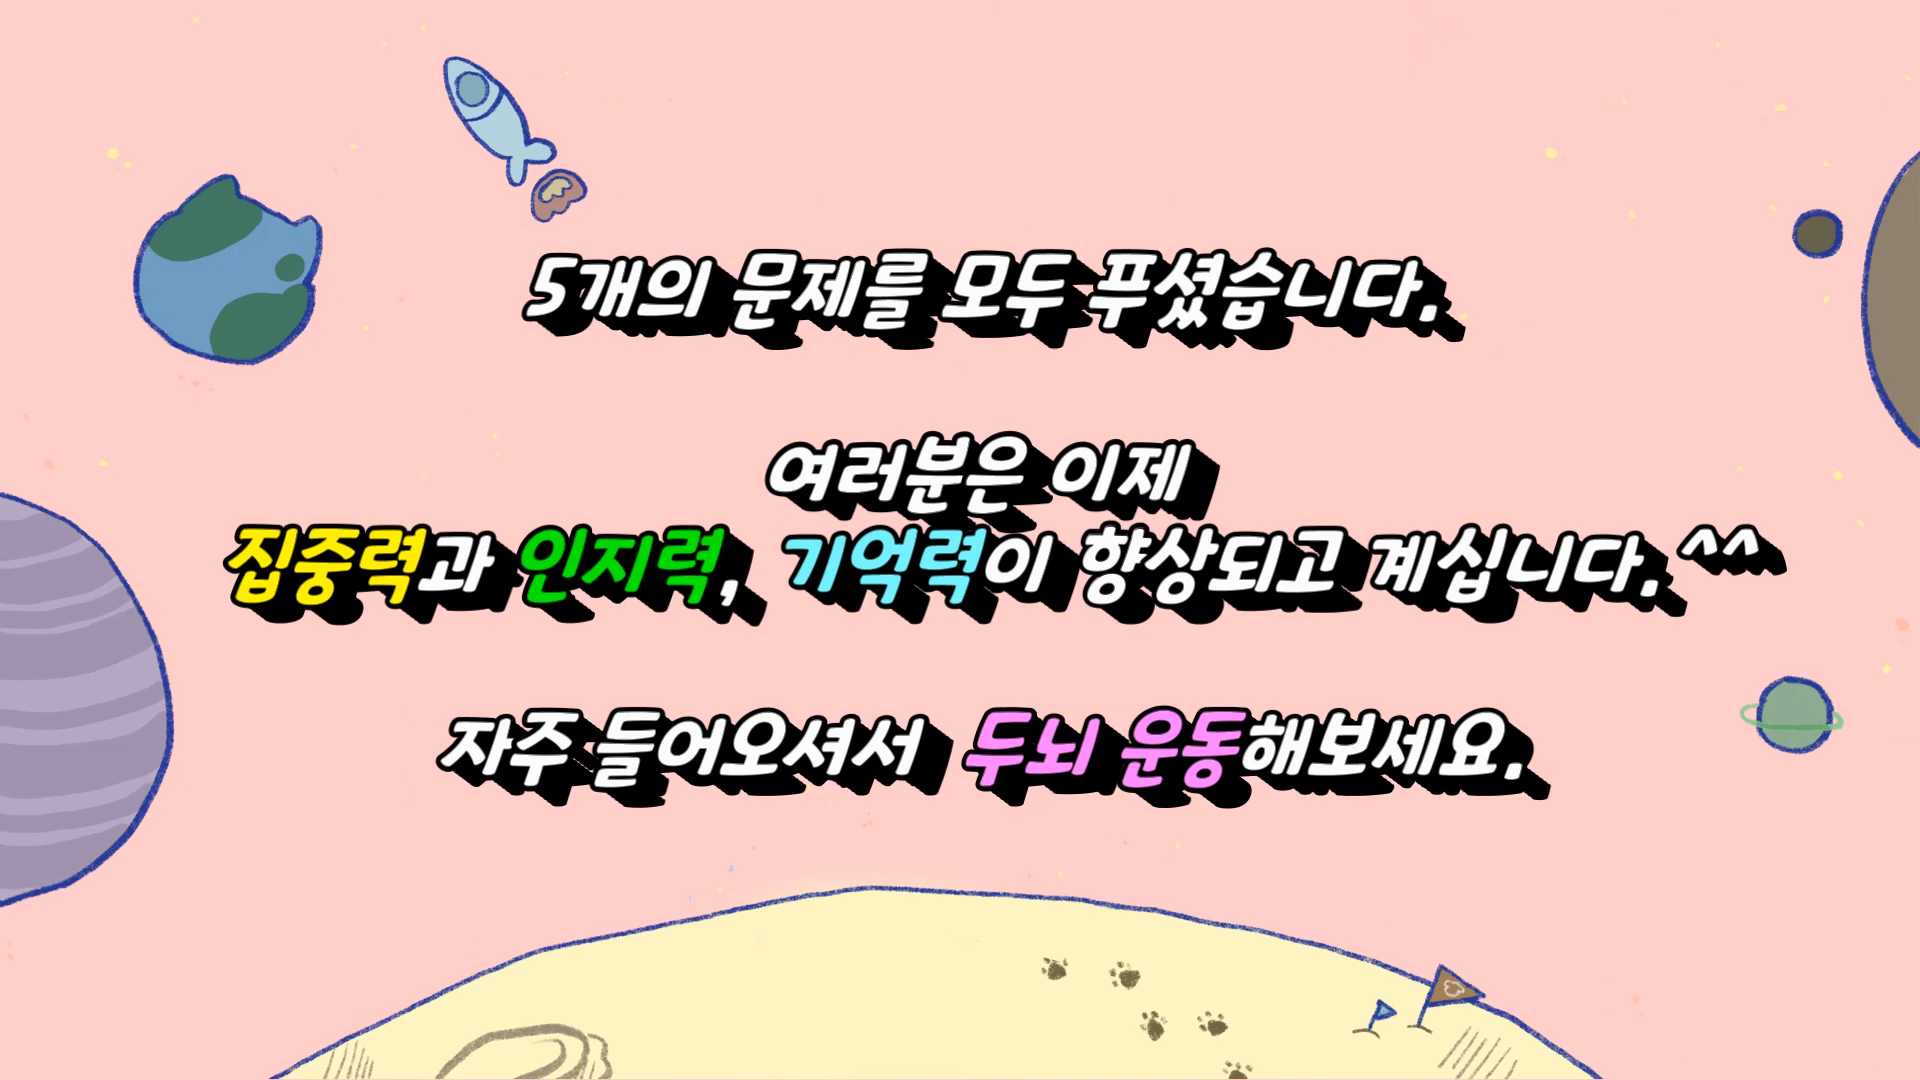 5개의 문제를 모두 푸셨습니다.
여러분은 이제
집중력과 인지력, 기억력이 향상되고 계십니다.^^
자주 들어오셔서 두뇌 운동해보세요.